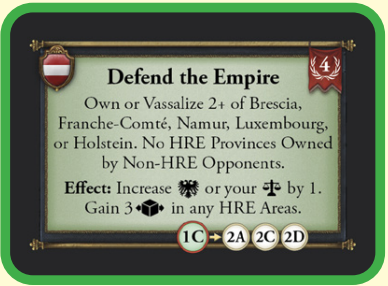 4
Defend the Empire
Own or Vassalize 2+ of Brescia,
Franche-Comté, Namur, Luxembourg,
or Holstein. No HRE Provinces Owned
by Non-HRE Opponents.
Effect: Increase or your by 1.
Gain 3 in any HRE Areas.
1C 2A 2C 2D